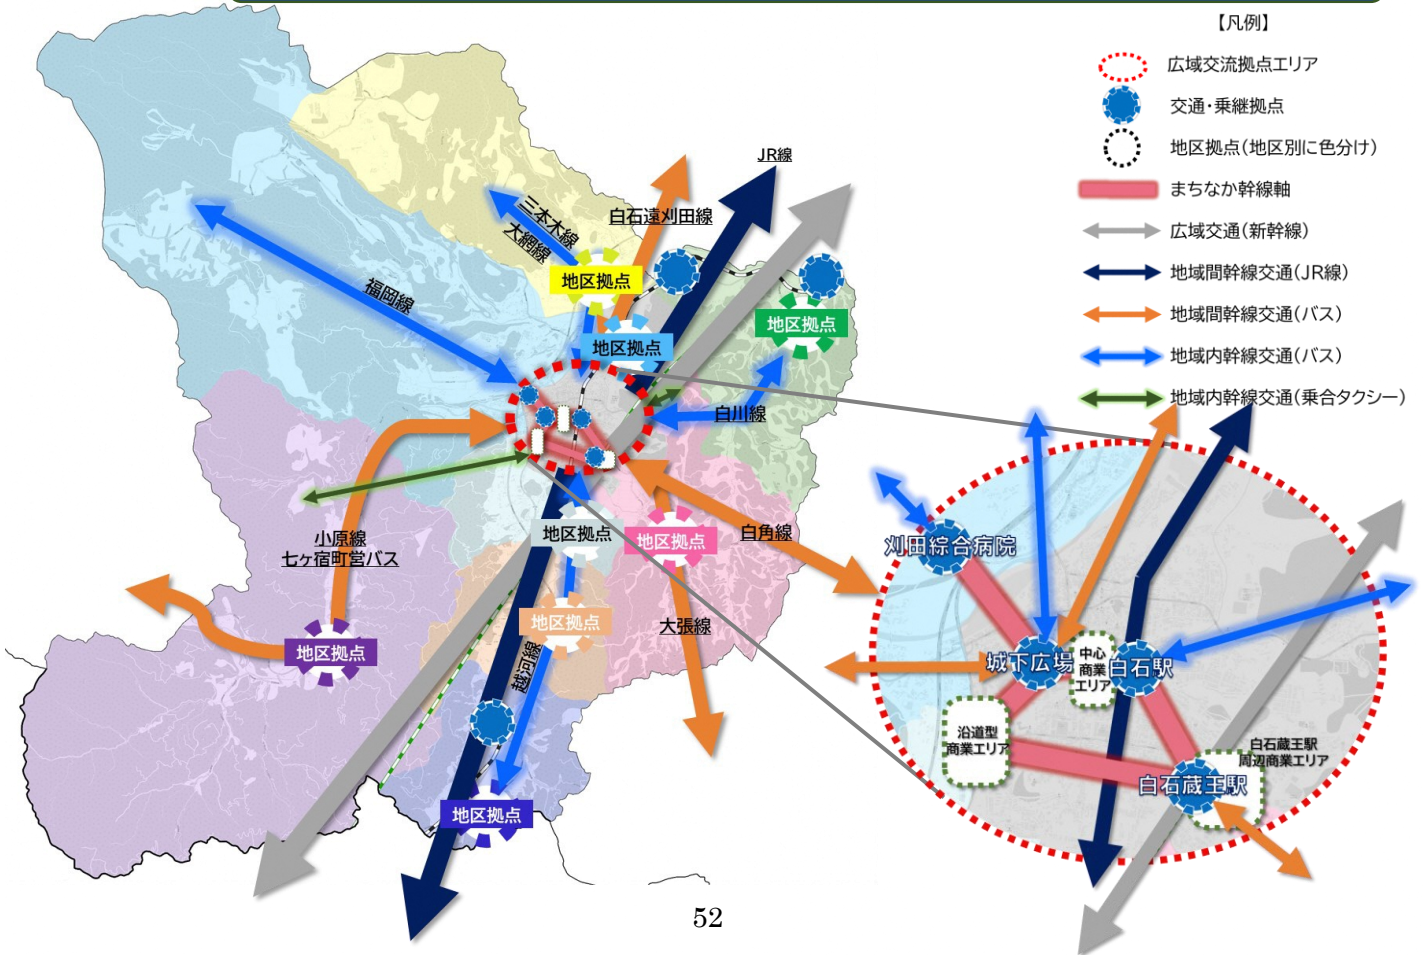 【凡例】
広域交流拠点エリア
交通・乗継拠点
地区拠点（地区別に色分け）
まちなか幹線軸
広域交通（新幹線）
地域間幹線交通（JR線）
地域間幹線交通（バス）
地域内幹線交通（バス）
地域内幹線交通（乗合タクシー）
JR線
白石遠刈田線
三本木線
大網線
福岡線
地区拠点
地区拠点
地区拠点
白川線
小原線
七ヶ宿町営バス
地区拠点
地区拠点
白角線
地区拠点
大張線
地区拠点
越河線
地区拠点
刈田綜合病院
城下広場
中心
商業
エリア
白石駅
沿道型
商業エリア
白石蔵王駅
周辺商業エリア
白石蔵王駅
52